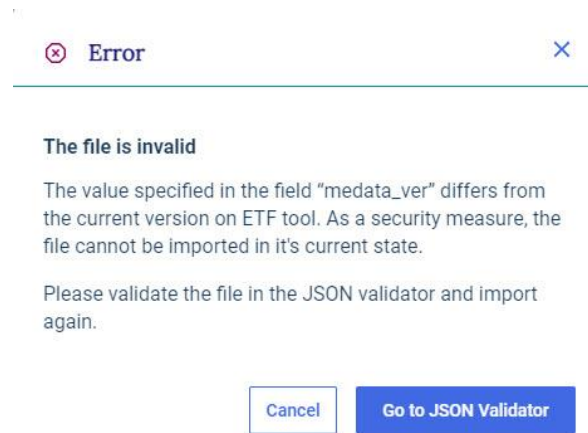 Error
The file is invalid
The value specified in the field “medata_ver” differs from
the current version on ETF tool. As a security measure, the
file cannot be imported in it's current state.
Please validate the file in the JSON validator and import
again.
Cancel
Go to JSON Validator